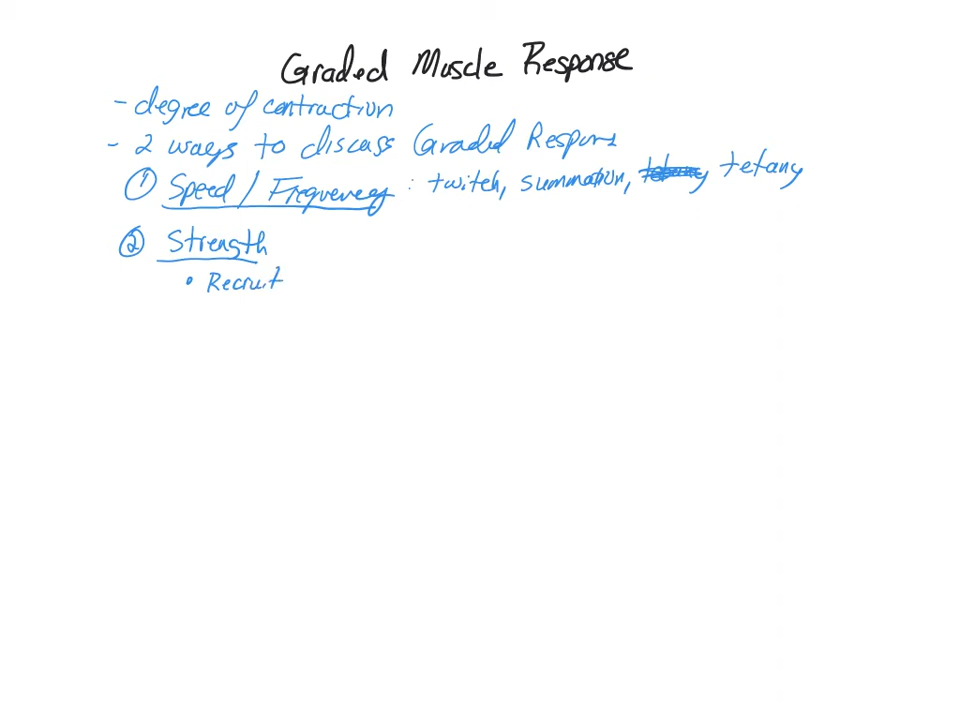 Graded Muscle Response
- degree of contraction
- 2 ways to discuss Graded Respons
① Speed / Frequency : twitch, summation, tetany
② Strength
• Recruit